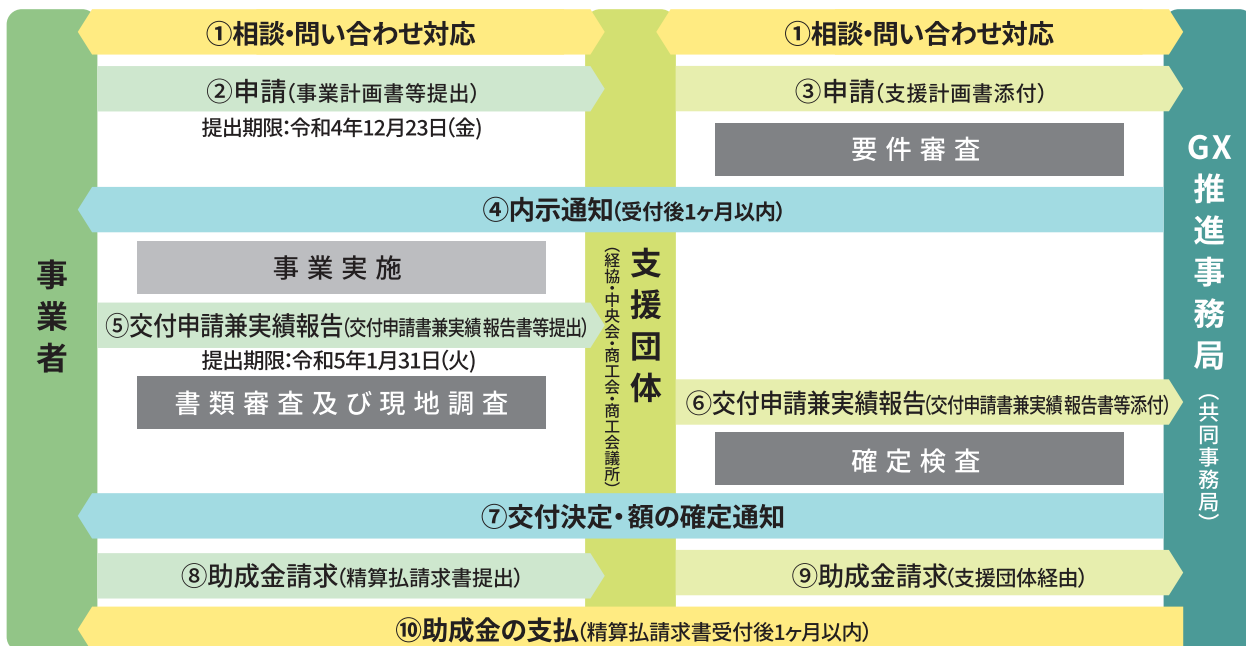 ①相談・問い合わせ対応
①相談・問い合わせ対応
②申請(事業計画書等提出)
提出期限:令和4年12月23日(金)
③申請(支援計画書添付)
要件審査
④内示通知(受付後1ヶ月以内)
事業者
事業実施
支援団体
(経協・中央会・商工会・商工会議所)
GX推進事務局
(共同事務局)
⑤交付申請兼実績報告(交付申請書兼実績報告書等提出)
提出期限:令和5年1月31日(火)
書類審査及び現地調査
⑥交付申請兼実績報告(交付申請書兼実績報告書等添付)
確定検査
⑦交付決定・額の確定通知
⑧助成金請求(精算払請求書提出)
⑨助成金請求(支援団体経由)
⑩助成金の支払(精算払請求書受付後1ヶ月以内)